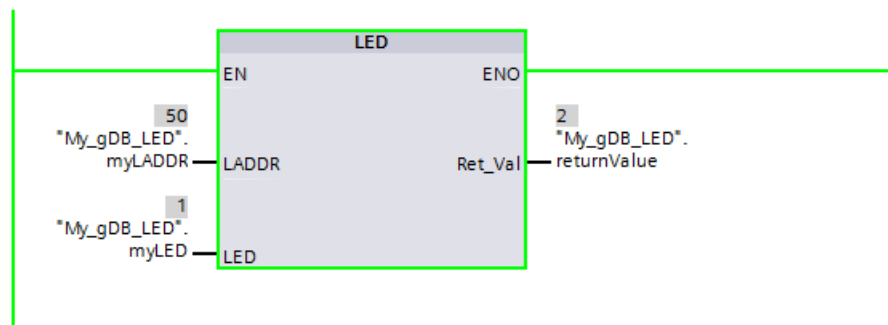 LED
EN
ENO
50
"My_gDB_LED".
myLADDR
LADDR
2
"My_gDB_LED".
returnValue
Ret_Val
1
"My_gDB_LED".
myLED
LED